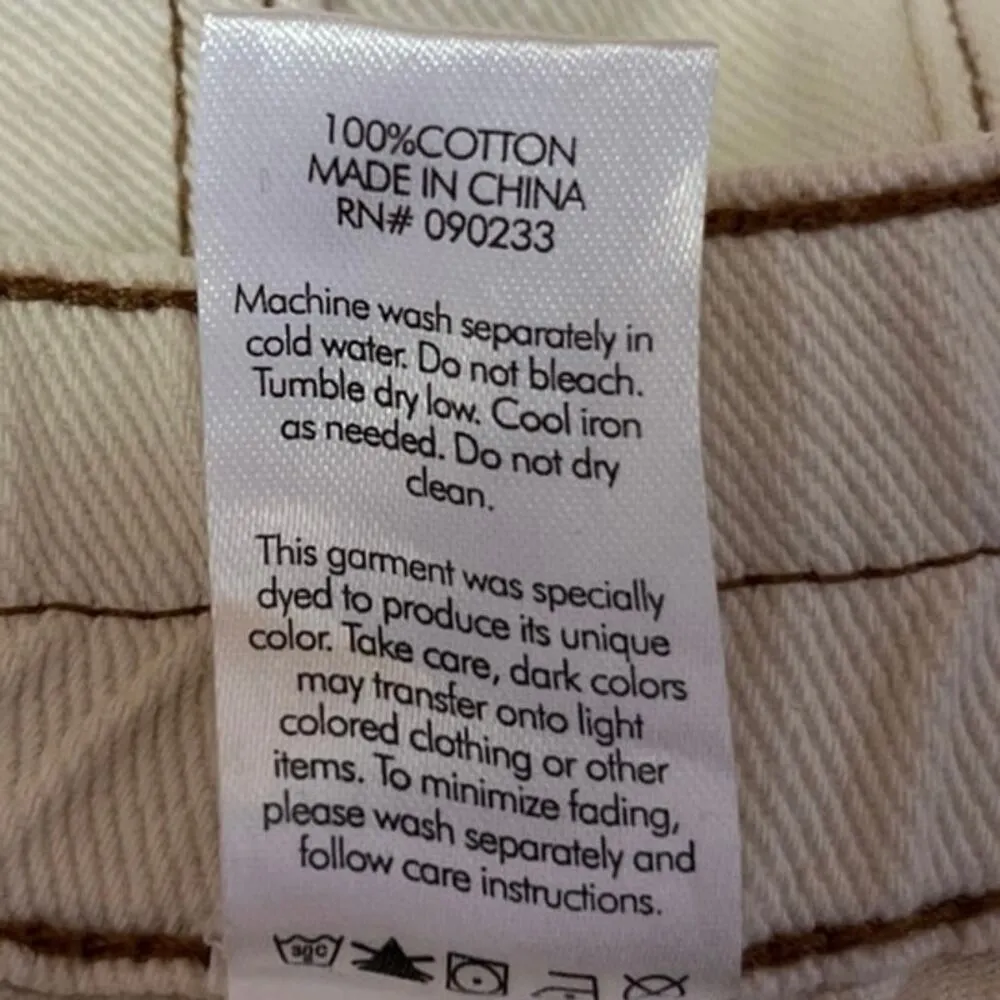 100%COTTON
MADE IN CHINA
RN# 090233
Machine wash separately in
cold water. Do not bleach.
Tumble dry low. Cool iron
as needed. Do not dry
clean.
This garment was specially
dyed to produce its unique
color. Take care, dark colors
may transfer onto light
colored clothing or other
items. To minimize fading,
please wash separately and
follow care instructions.